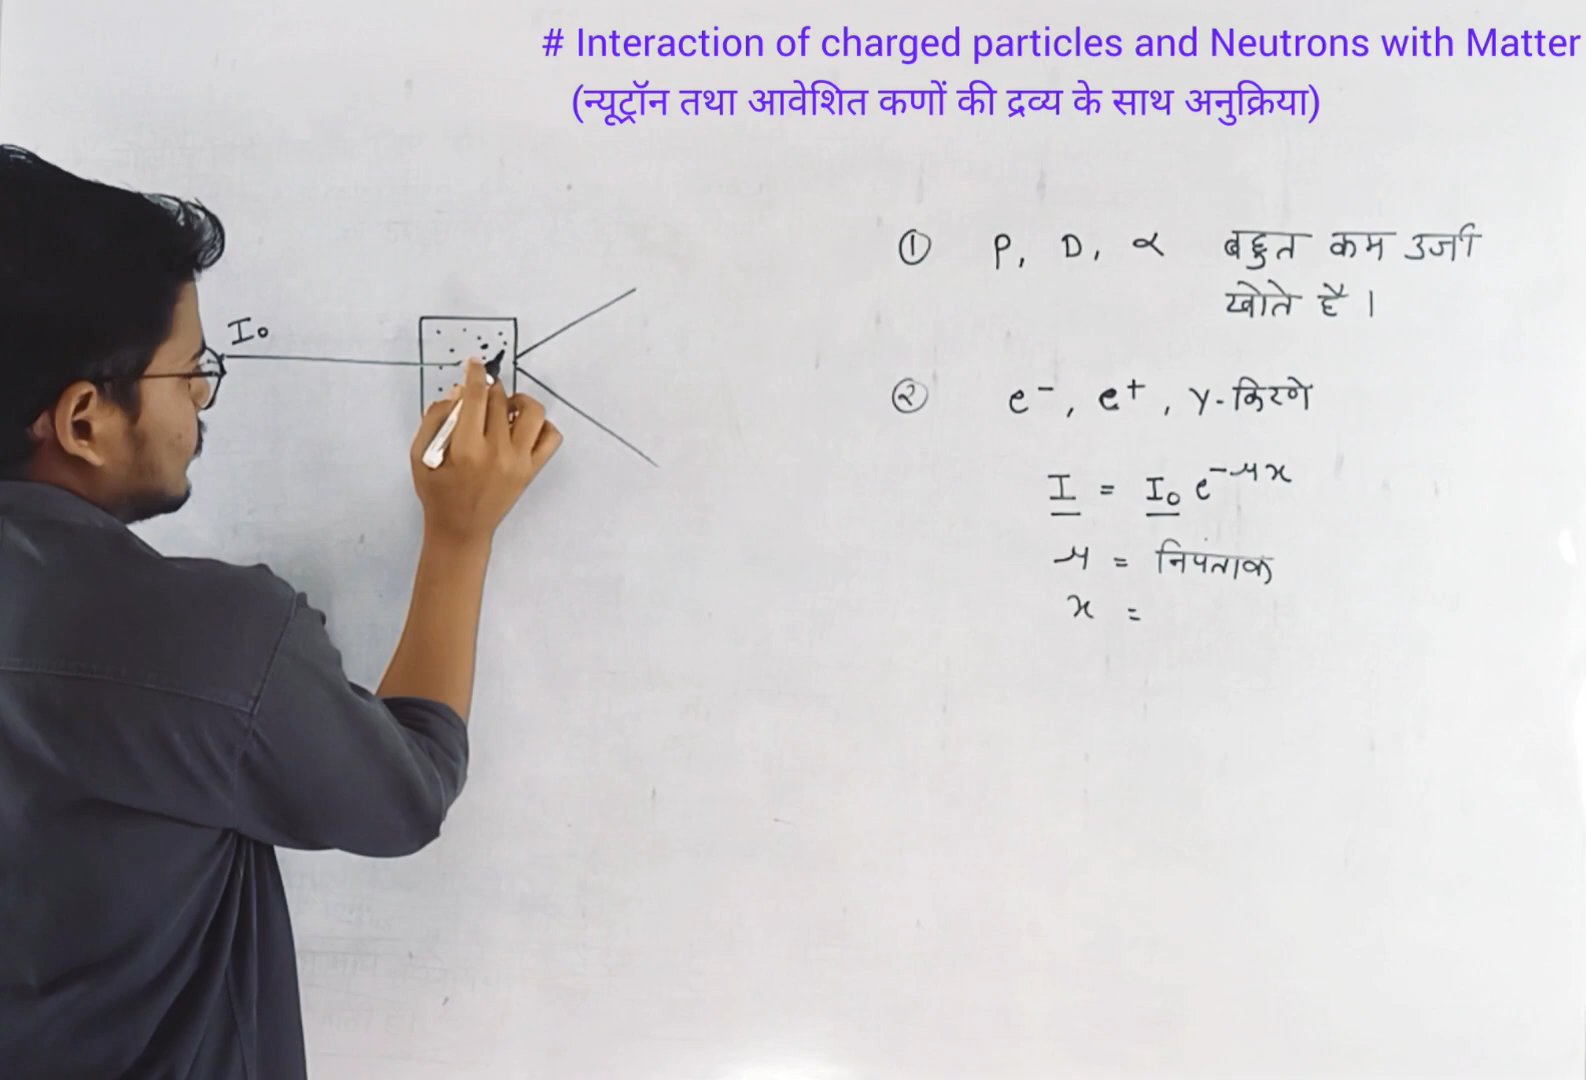 # Interaction of charged particles and Neutrons with Matter
(न्यूट्रॉन तथा आवेशित कणों की द्रव्य के साथ अनुक्रिया)
I₀
① P, D, α बहुत कम उर्जा
खोते है ।
② e⁻, e⁺, γ-किरणे
I = I₀ e^-μx
μ =
x =